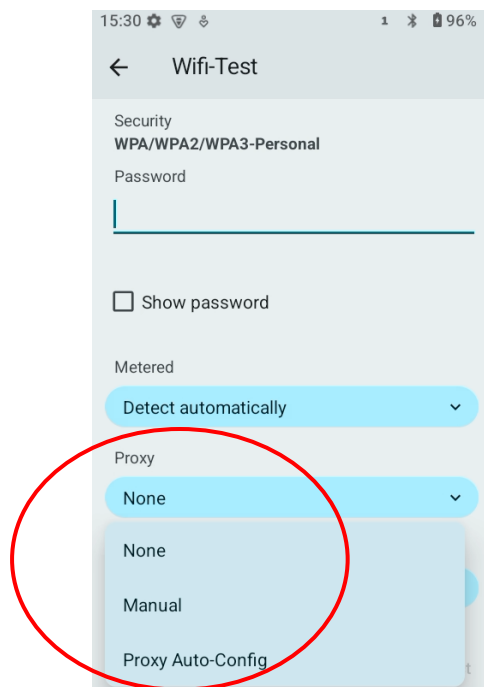 15:30 1 96%
Wifi-Test
Security
WPA/WPA2/WPA3-Personal
Password
Show password
Metered
Detect automatically
Proxy
None
None
Manual
Proxy Auto-Config